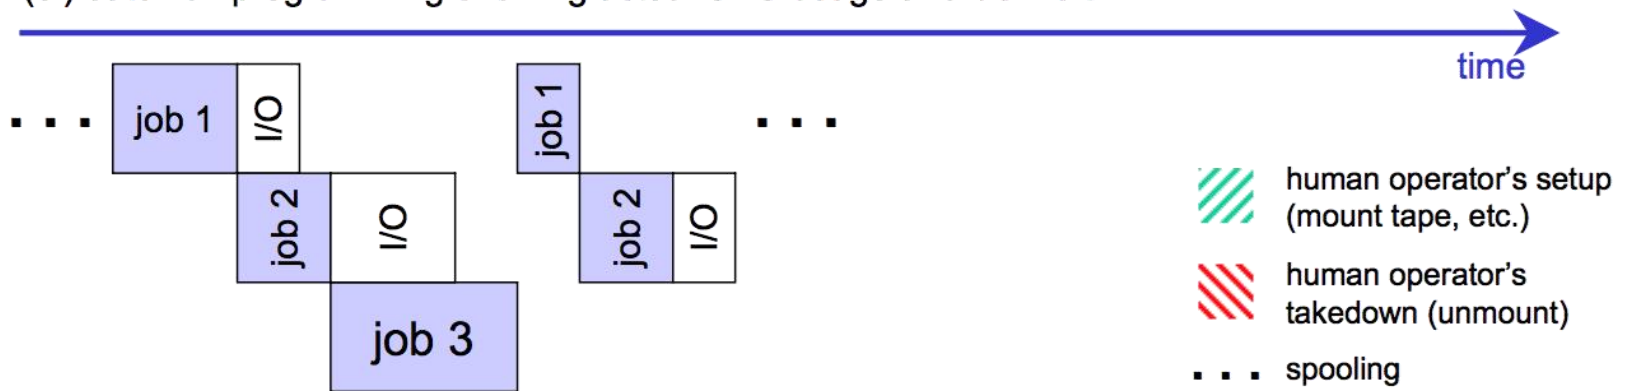 time
job 1
I/O
job 1
job 2
I/O
job 2
I/O
job 3
human operator's setup
(mount tape, etc.)
human operator's
takedown (unmount)
spooling